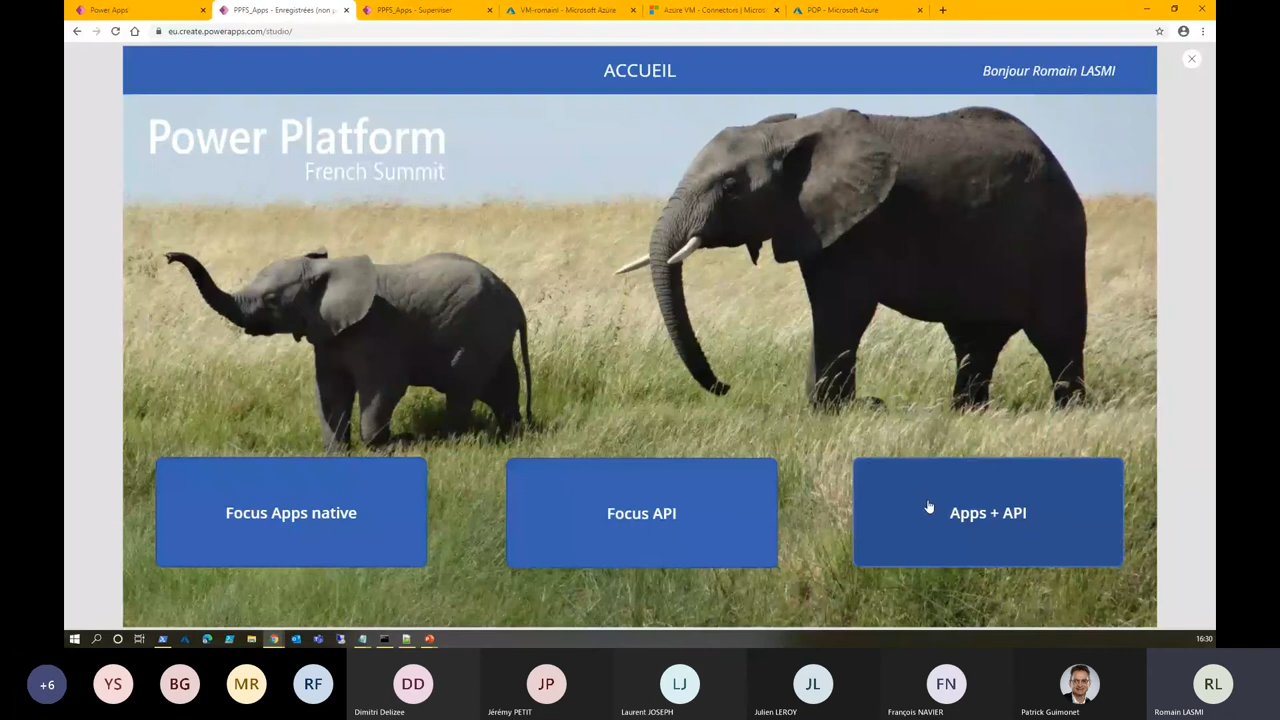 Power Apps
PPFS_Apps - Enregistrées (non p
PPFS_Apps - Superviser
VM-romainl - Microsoft Azure
Azure VM - Connectors | Micros
POP - Microsoft Azure
eu.create.powerapps.com/studio/
ACCUEIL
Bonjour Romain LASMI
Power Platform
French Summit
Focus Apps native
Focus API
Apps + API
16:30
+6
YS
BG
MR
RF
DD
JP
LJ
JL
FN
RL
Dimitri Delizee
Jérémy PETIT
Laurent JOSEPH
Julien LEROY
François NAVIER
Patrick Guimonet
Romain LASMI